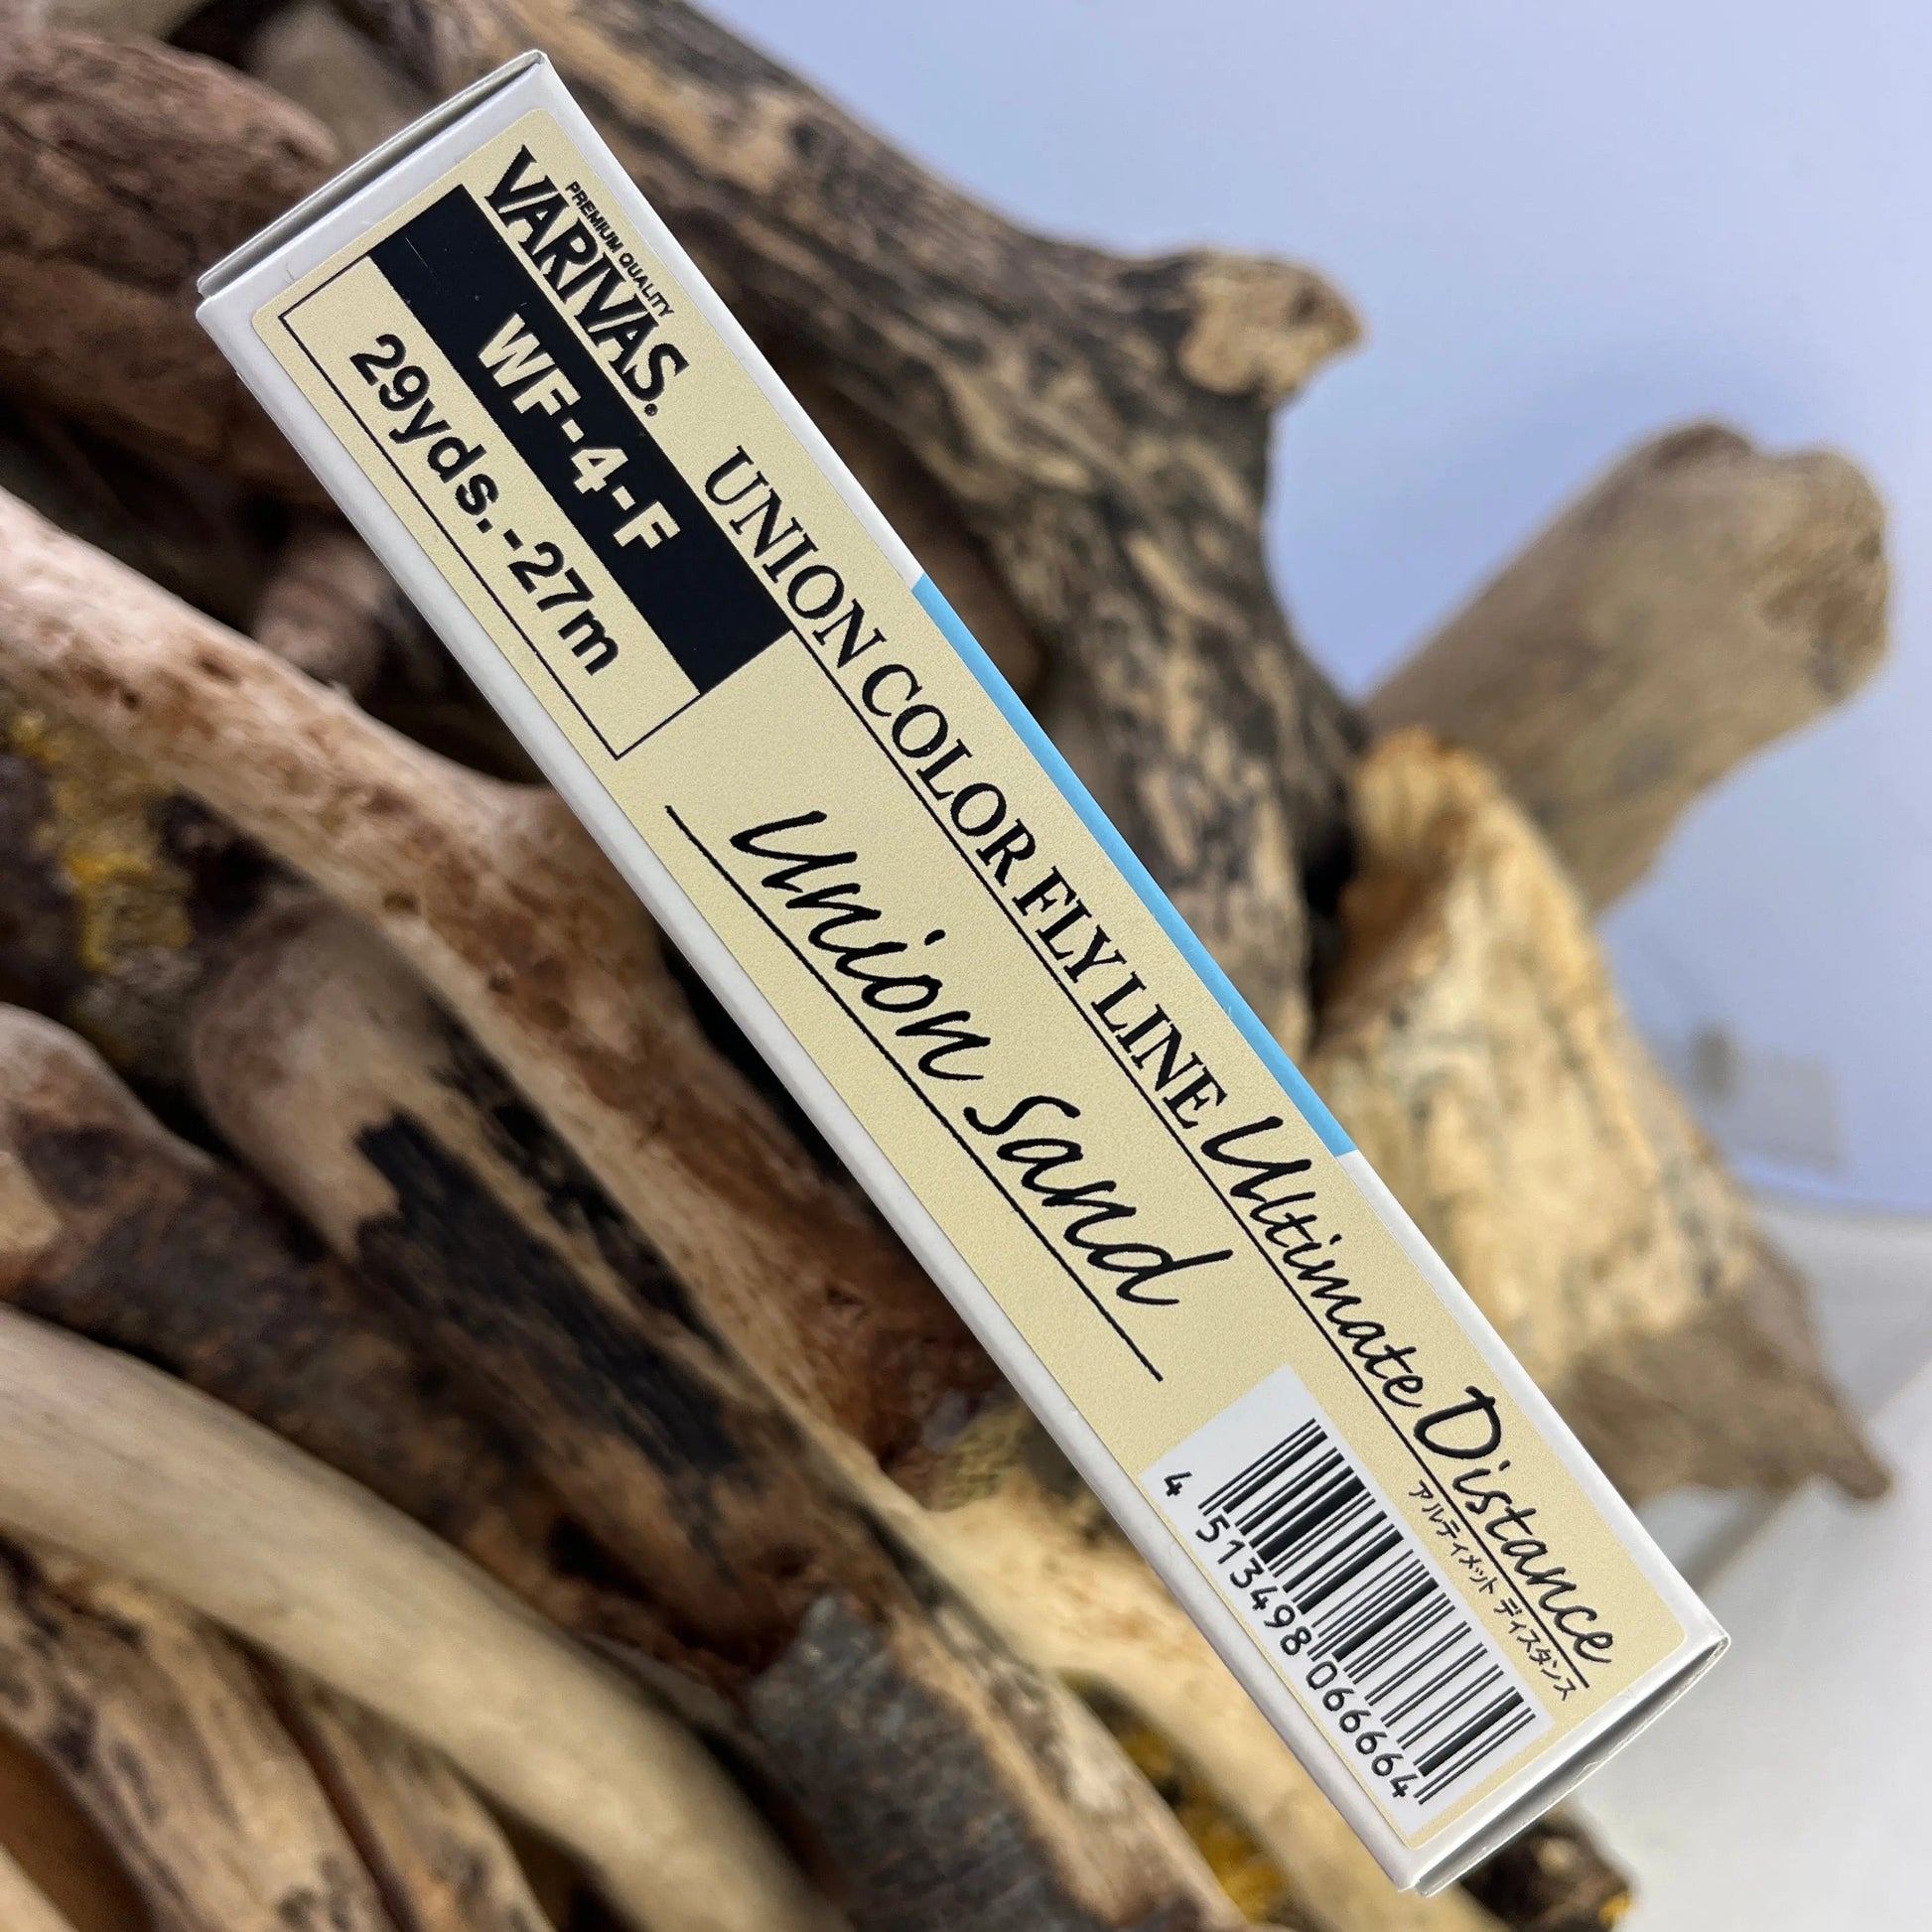 PREMIUM QUALITY
VARIVAS®
UNION COLOR FLY LINE Ultimate Distance
アルティメット ディスタンス
WF-4-F
29yds.-27m
Union Sand
4 513498 066664